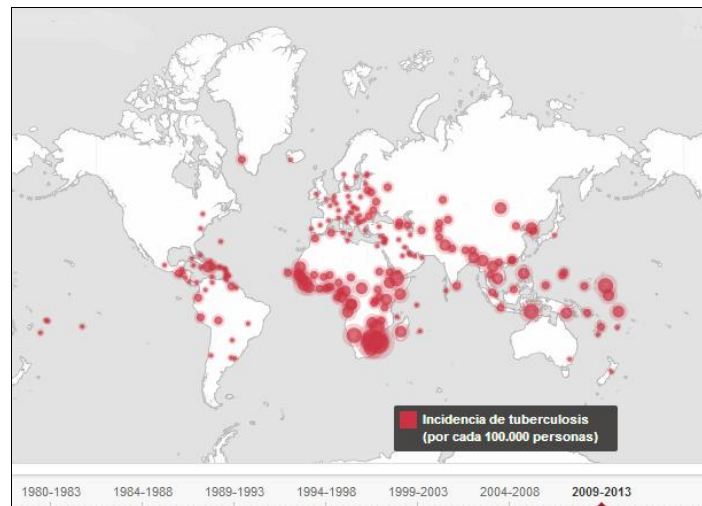 Incidencia de tuberculosis
(por cada 100.000 personas)
1980-1983 1984-1988 1989-1993 1994-1998 1999-2003 2004-2008 2009-2013